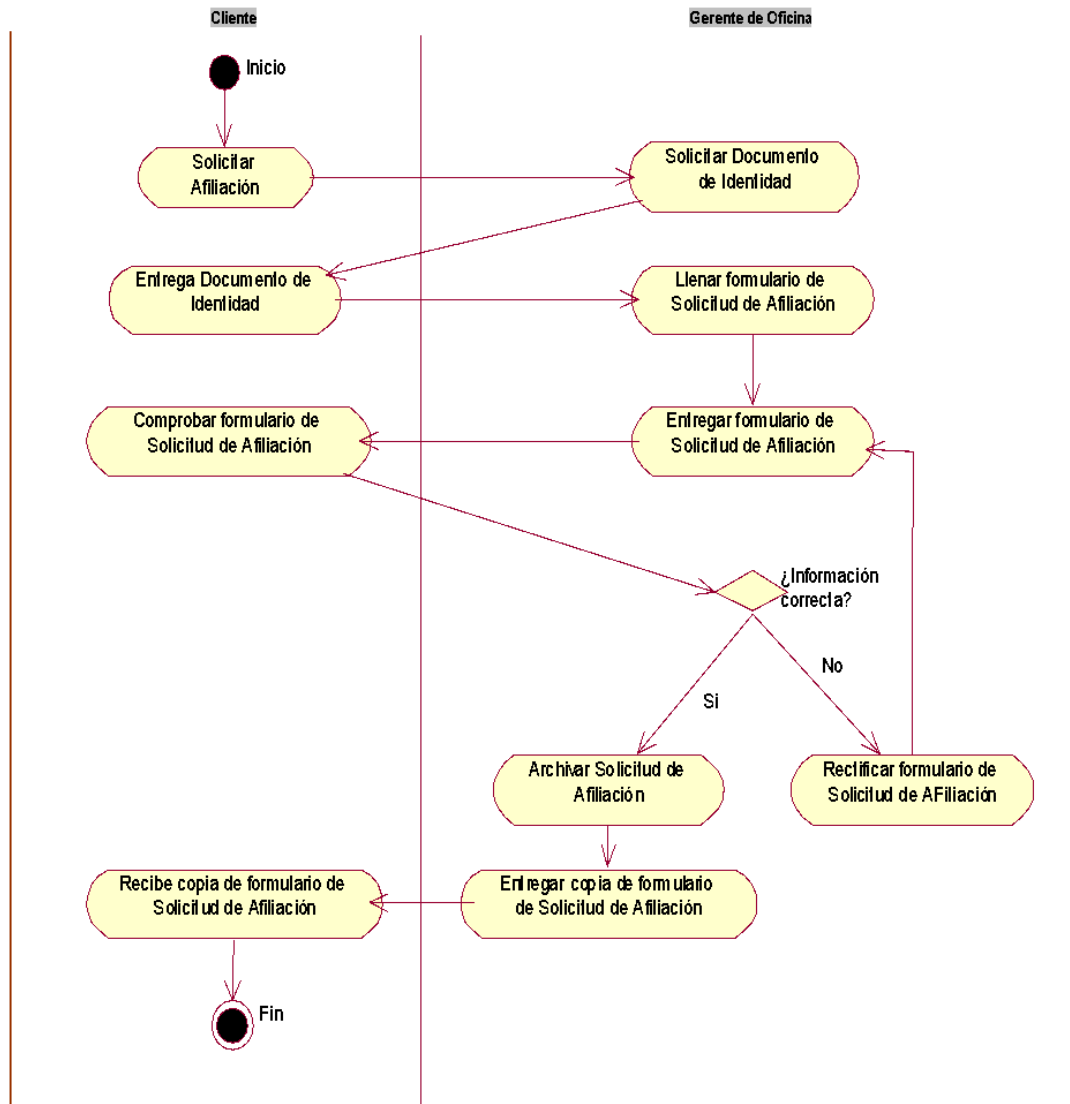 Cliente
Gerente de Oficina
Inicio
Solicitar
Afiliación
Solicitar Documento
de Identidad
Entrega Documento de
Identidad
Llenar formulario de
Solicitud de Afiliación
Comprobar formulario de
Solicitud de Afiliación
Entregar formulario de
Solicitud de Afiliación
¿Información
correcta?
No
Si
Archivar Solicitud de
Afiliación
Rectificar formulario de
Solicitud de AFiliación
Recibe copia de formulario de
Solicitud de Afiliación
Entregar copia de formulario
de Solicitud de Afiliación
Fin